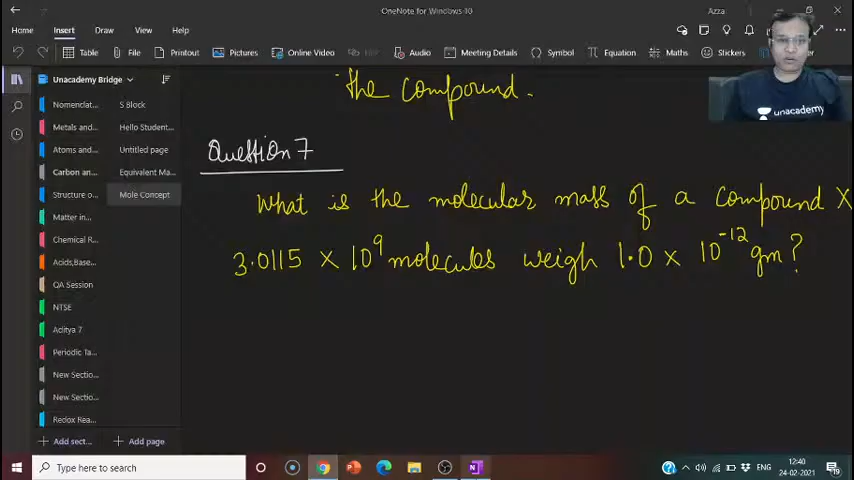 OneNote for Windows 10
Azza
Home Insert Draw View Help
Table File Printout Pictures Online Video Audio Meeting Details Symbol Equation Maths Stickers
unacademy
Unacademy Bridge
Nomenclat...
Metals and...
Atoms and...
Carbon an...
Structure o...
Matter in...
Chemical R...
Acids,Base...
QA Session
NTSE
Aditya 7
Periodic Ta...
New Sectio...
New Sectio...
Redox Rea...
Add sect...
S Block
Hello Student...
Untitled page
Equivalent Ma...
Mole Concept
Add page
the compound.
Question 7
What is the molecular mass of a compound X
3.0115 × 10⁹ molecules weigh 1.0 × 10⁻¹² gm?
Type here to search
ENG
12:40
24-02-2021
19